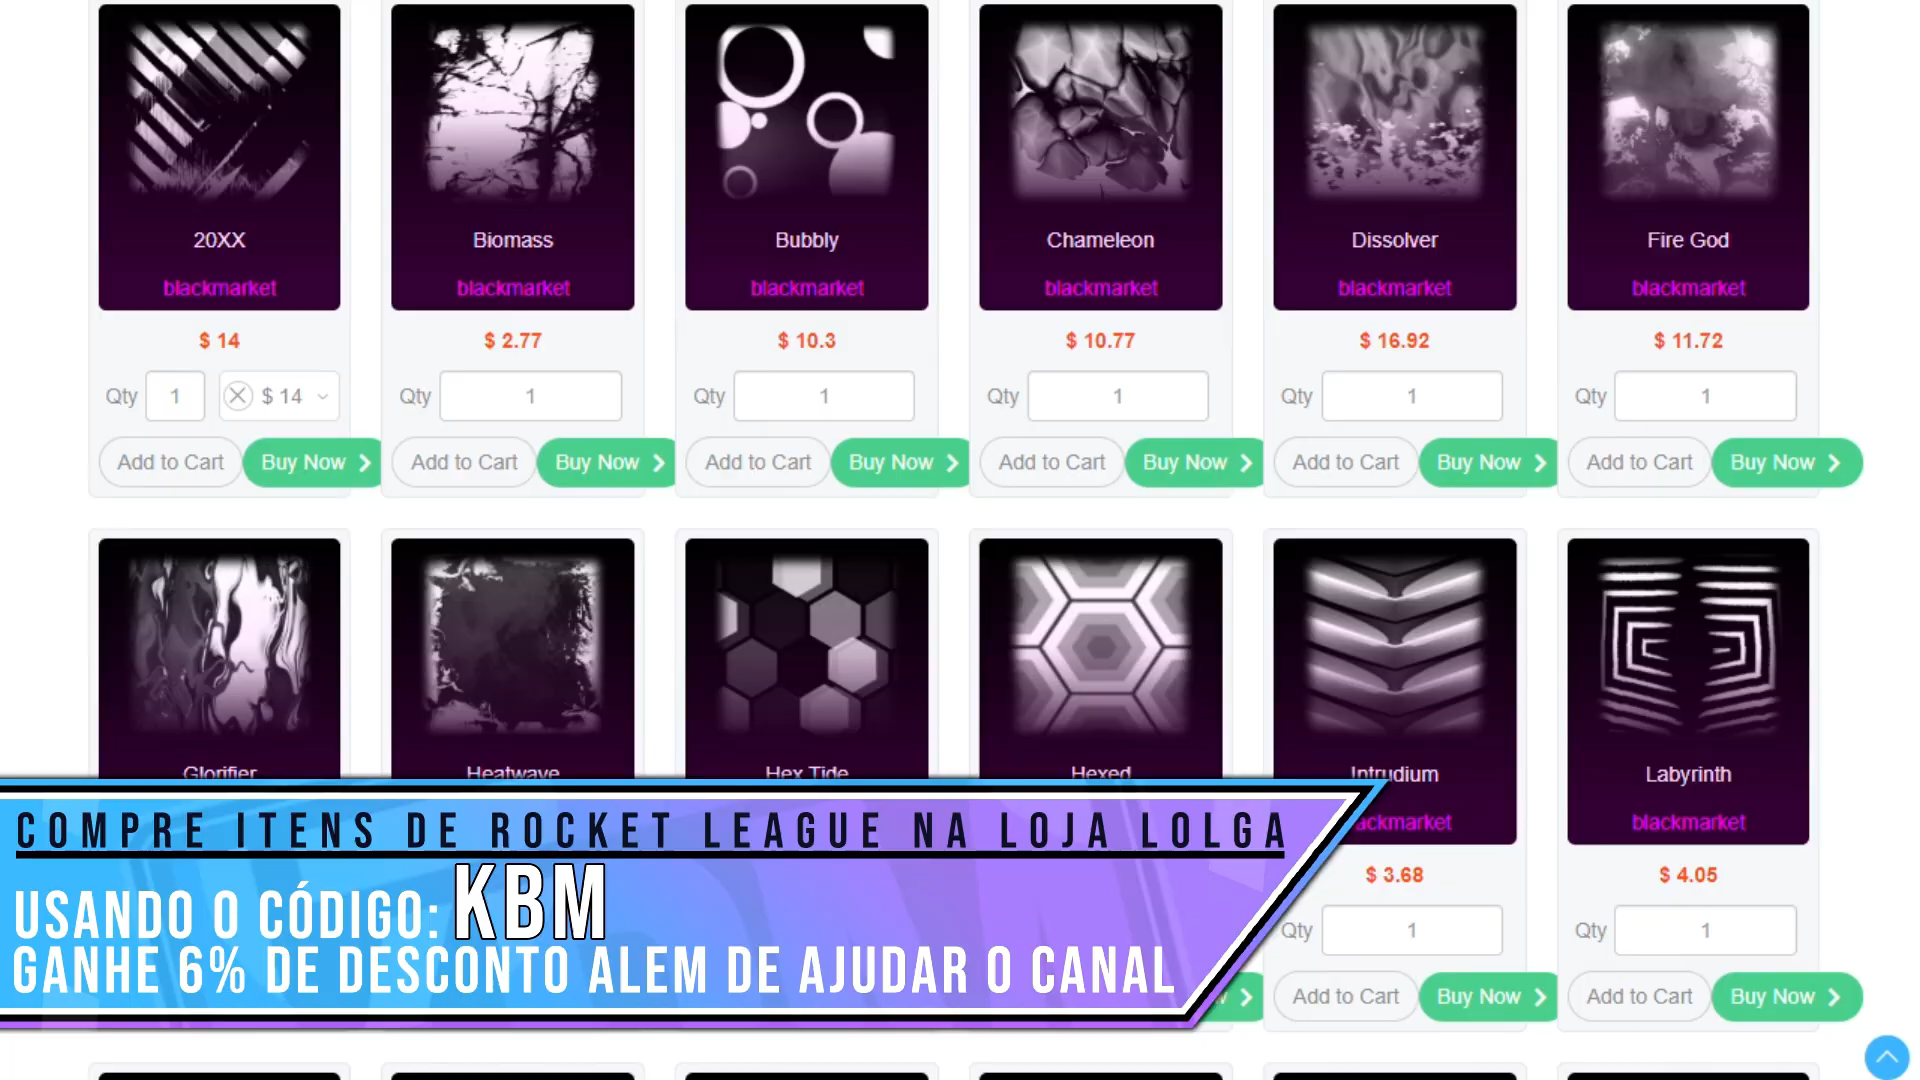 20XX Biomass Bubbly Chameleon Dissolver Fire God
blackmarket blackmarket blackmarket blackmarket blackmarket blackmarket
$ 14 $ 2.77 $ 10.3 $ 10.77 $ 16.92 $ 11.72
Qty 1 $ 14 Qty 1 Qty 1 Qty 1 Qty 1 Qty 1
Add to Cart Buy Now Add to Cart Buy Now Add to Cart Buy Now Add to Cart Buy Now Add to Cart Buy Now Add to Cart Buy Now
Glorifier Heatwave Hex Tide Hexed Intrudium Labyrinth
blackmarket
COMPRE ITENS DE ROCKET LEAGUE NA LOJA LOLGA
$ 3.68 $ 4.05
USANDO O CÓDIGO: KBM
Qty 1 Qty 1
GANHE 6% DE DESCONTO ALEM DE AJUDAR O CANAL
Add to Cart Buy Now Add to Cart Buy Now